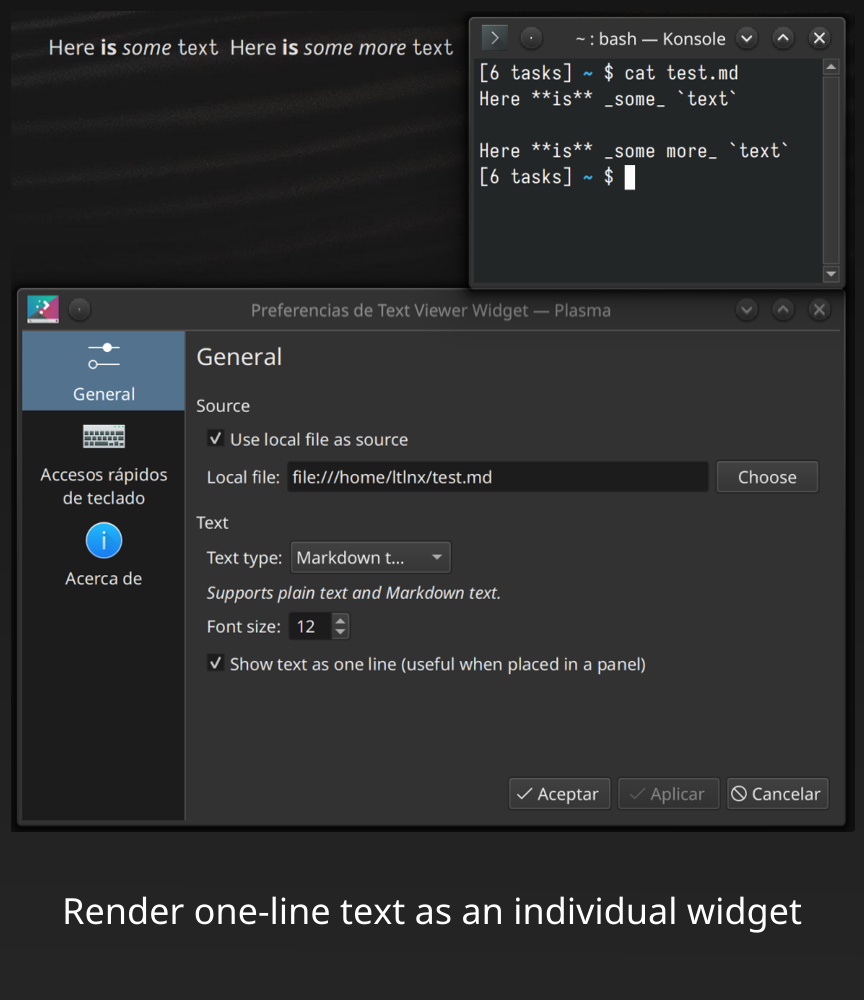 Here is some text  Here is some more text
~ : bash — Konsole
[6 tasks] ~ $ cat test.md
Here **is** _some_ `text`
Here **is** _some more_ `text`
[6 tasks] ~ $
Preferencias de Text Viewer Widget — Plasma
General
Accesos rápidos
de teclado
Acerca de
General
Source
Use local file as source
Local file: file:///home/ltlnx/test.md Choose
Text
Text type: Markdown t...
Supports plain text and Markdown text.
Font size: 12
Show text as one line (useful when placed in a panel)
Aceptar Aplicar Cancelar
Render one-line text as an individual widget